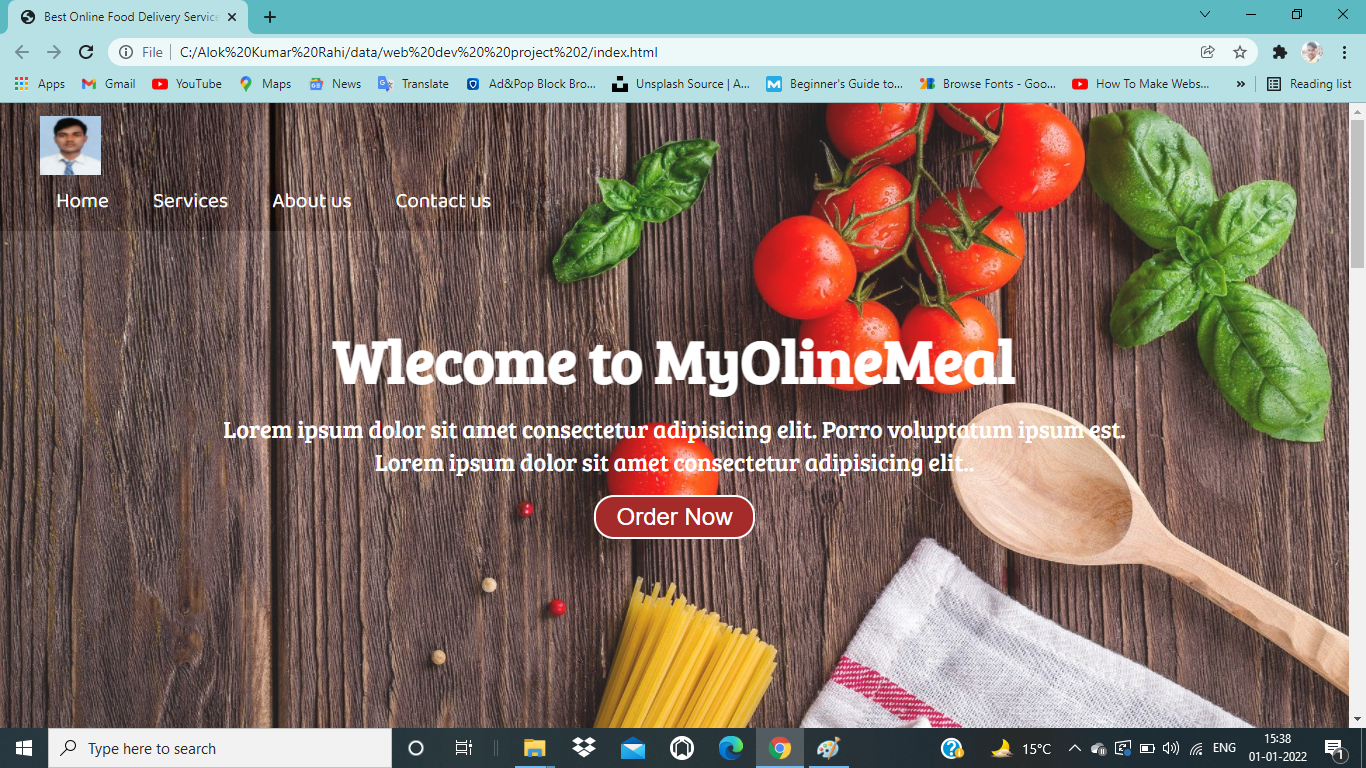 Best Online Food Delivery Service
File
C:/Alok%20Kumar%20Rahi/data/web%20dev%20%20project%202/index.html
Apps
Gmail
YouTube
Maps
News
Translate
Ad&Pop Block Bro...
Unsplash Source | A...
Beginner's Guide to...
Browse Fonts - Goo...
How To Make Webs...
»
Reading list
Home
Services
About us
Contact us
Wlecome to MyOlineMeal
Lorem ipsum dolor sit amet consectetur adipisicing elit. Porro voluptatum ipsum est.
Lorem ipsum dolor sit amet consectetur adipisicing elit..
Order Now
Type here to search
15°C
ENG
15:38
01-01-2022
1